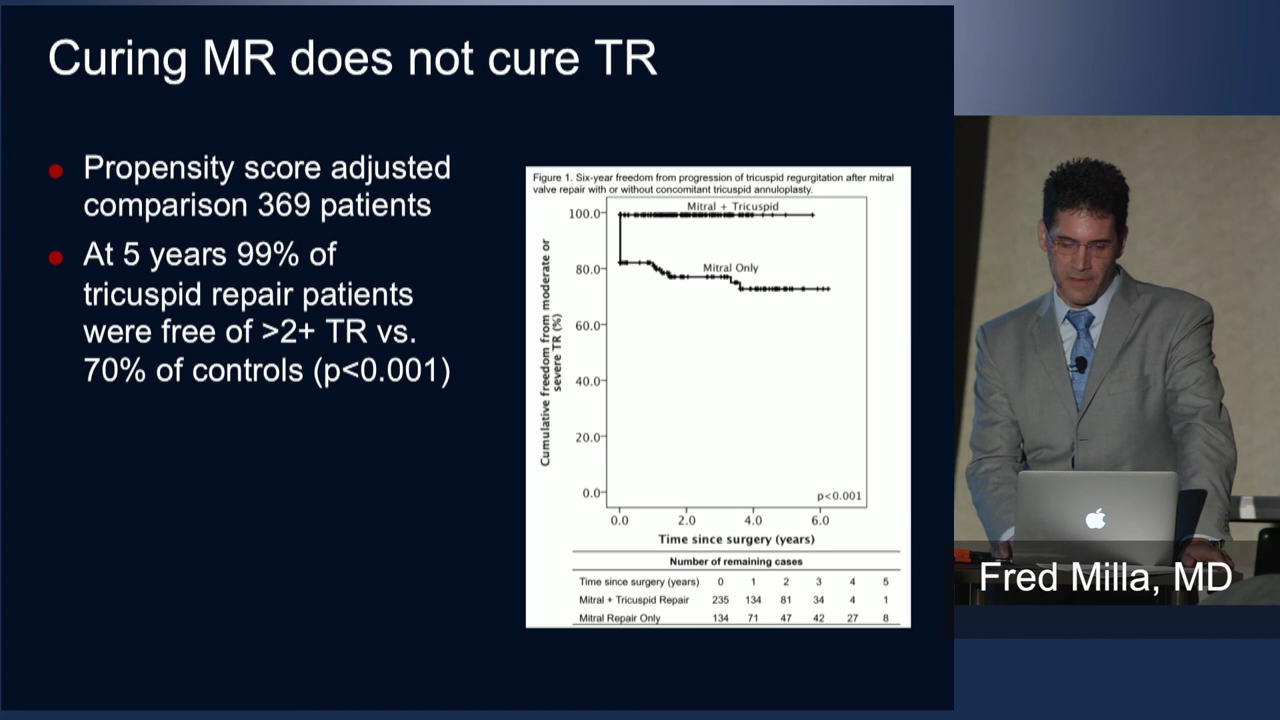 Curing MR does not cure TR
Propensity score adjusted
comparison 369 patients
At 5 years 99% of
tricuspid repair patients
were free of >2+ TR vs.
70% of controls (p<0.001)
Figure 1. Six-year freedom from progression of tricuspid regurgitation after mitral
valve repair with or without concomitant tricuspid annuloplasty.
Cumulative freedom from moderate or
severe TR (%)
100.0
80.0
60.0
40.0
20.0
0.0
Mitral + Tricuspid
Mitral Only
p<0.001
0.0 2.0 4.0 6.0
Time since surgery (years)
Number of remaining cases
Time since surgery (years) 0 1 2 3 4 5
Mitral + Tricuspid Repair 235 134 81 34 4 1
Mitral Repair Only 134 71 47 42 27 8
Fred Milla, MD